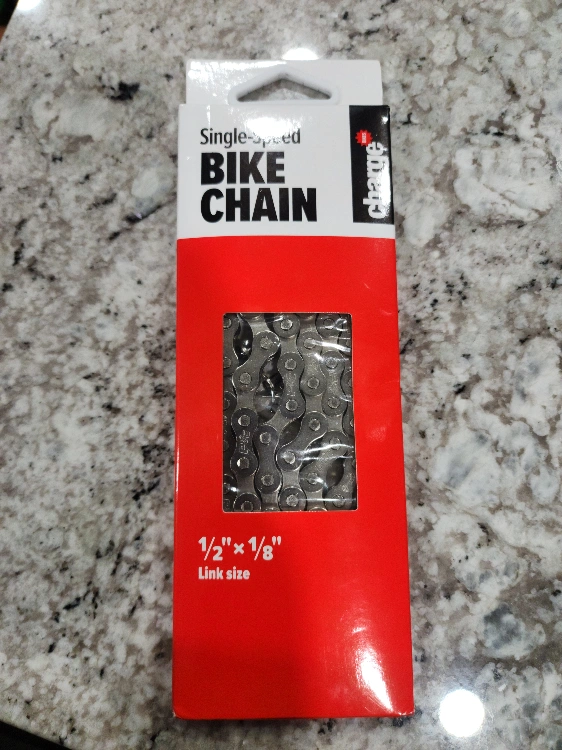 Single-Speed
BIKE
CHAIN
charge
1/2" × 1/8"
Link size